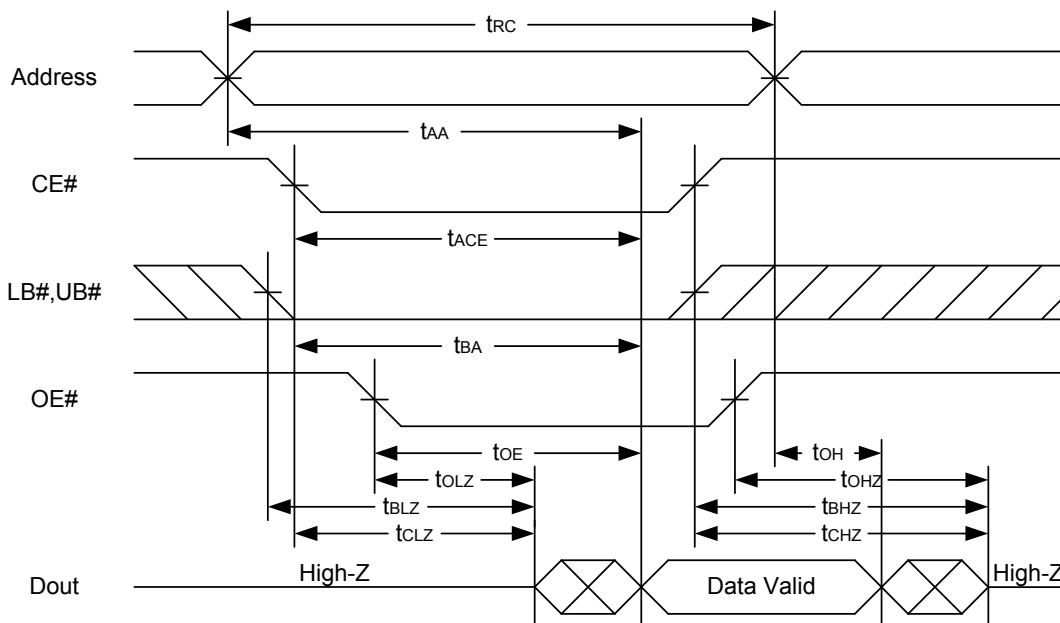 tRC
Address
tAA
CE#
tACE
LB#,UB#
tBA
OE#
tOE
tOH
tOLZ
tOHZ
tBLZ
tBHZ
tCLZ
tCHZ
Dout
High-Z
Data Valid
High-Z